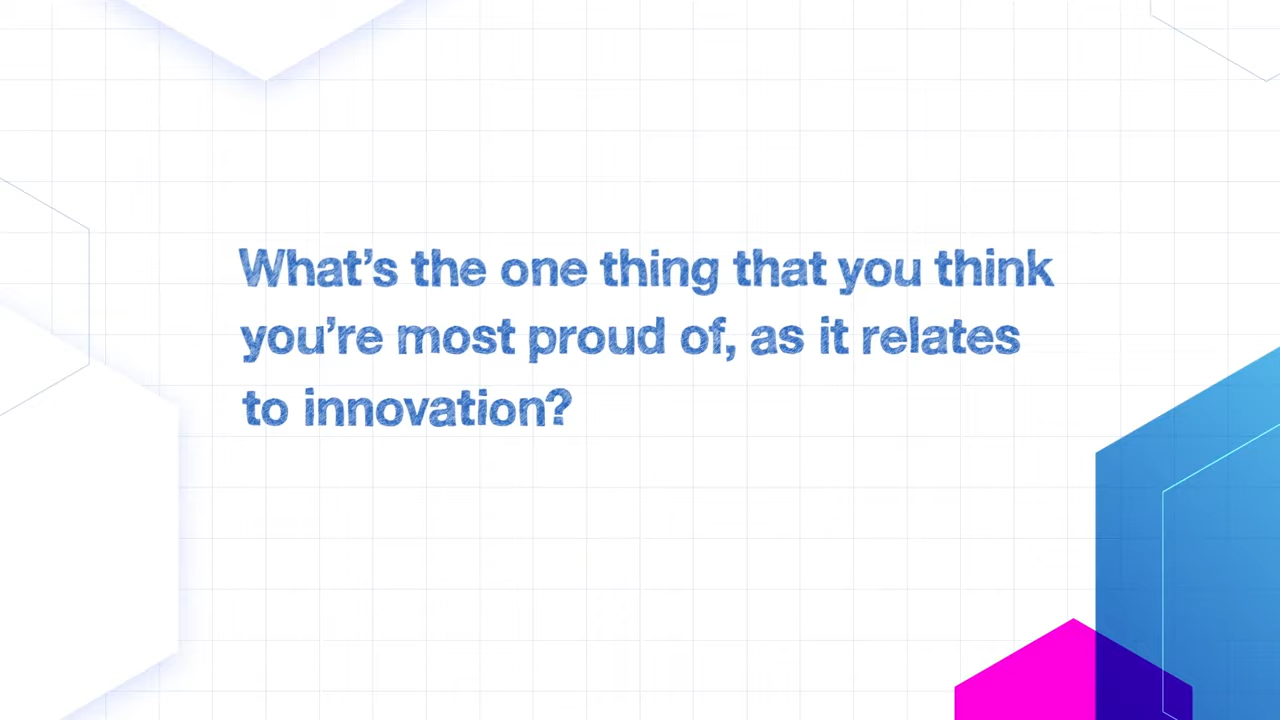 What’s the one thing that you think
you’re most proud of, as it relates
to innovation?